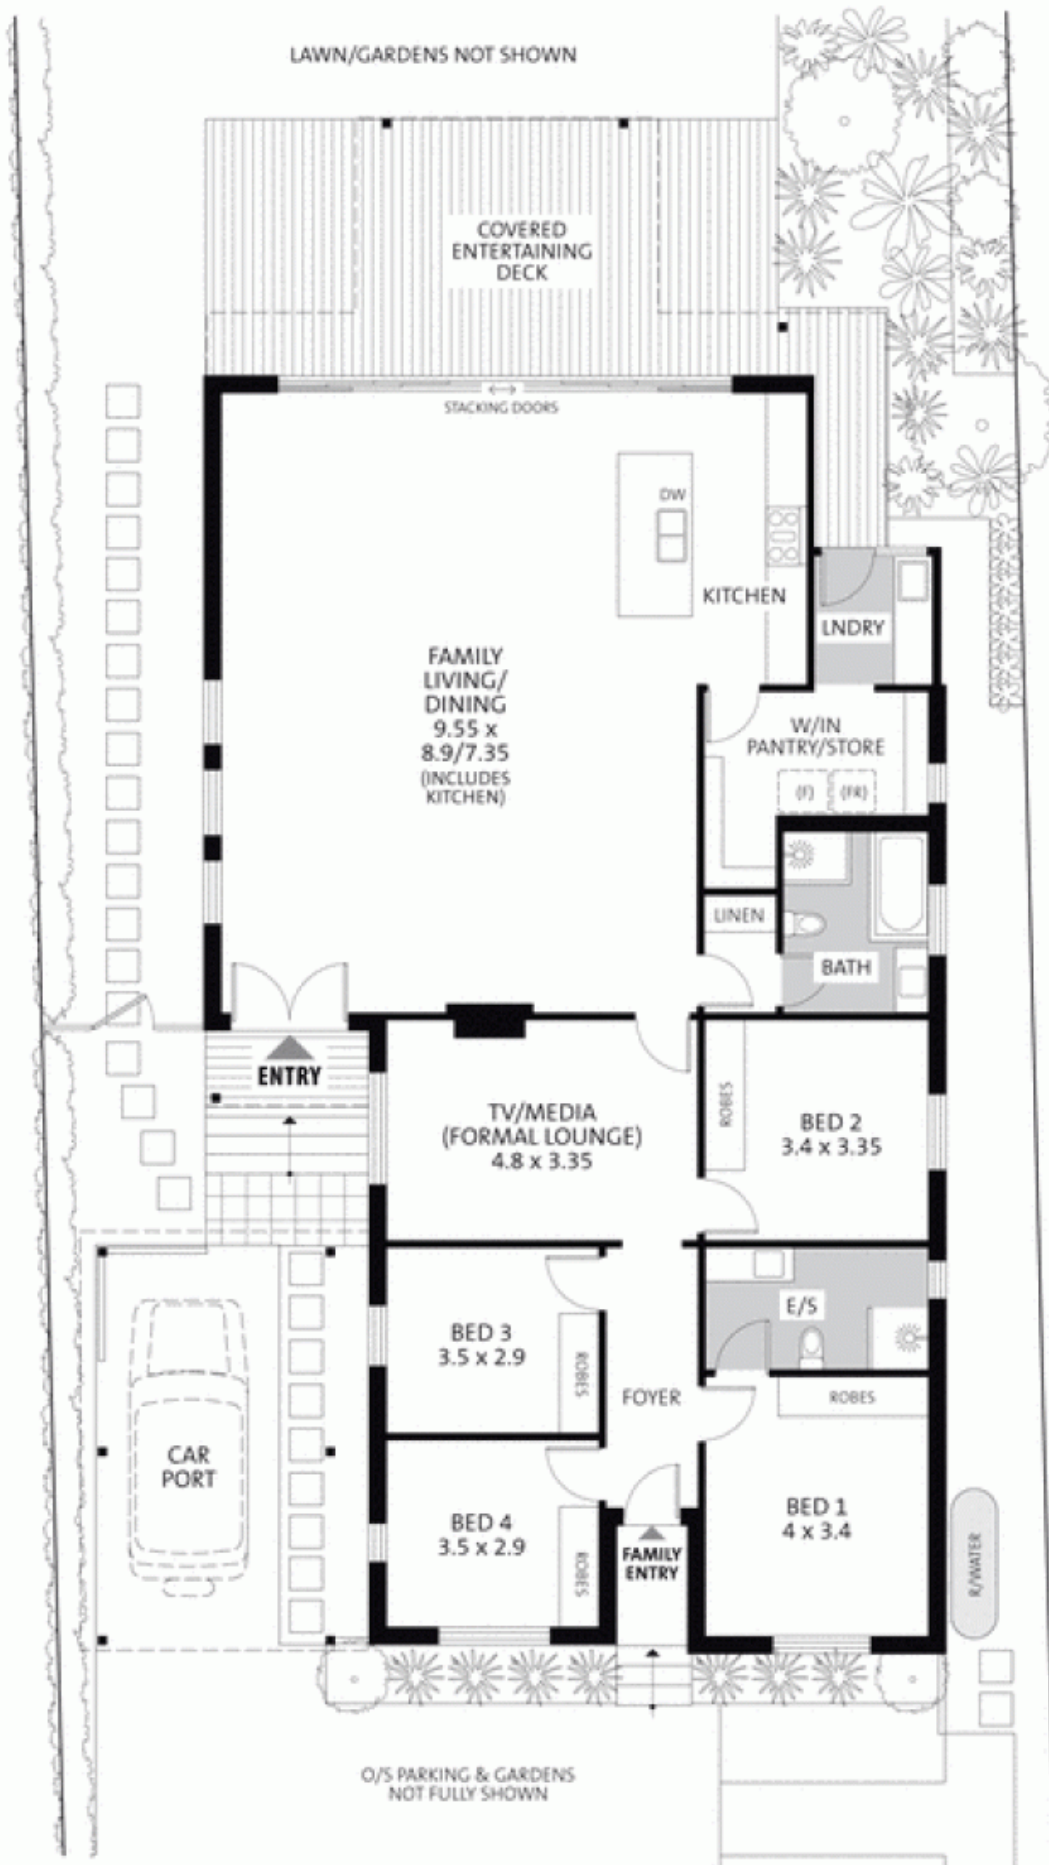 LAWN/GARDENS NOT SHOWN
COVERED
ENTERTAINING
DECK
STACKING DOORS
DW
KITCHEN
LNDRY
FAMILY
LIVING/
DINING
9.55 x
8.9/7.35
(INCLUDES
KITCHEN)
W/IN
PANTRY/STORE
(F)
(FR)
LINEN
BATH
ENTRY
TV/MEDIA
(FORMAL LOUNGE)
4.8 x 3.35
ROBES
BED 2
3.4 x 3.35
E/S
BED 3
3.5 x 2.9
ROBES
FOYER
ROBES
CAR
PORT
BED 4
3.5 x 2.9
ROBES
FAMILY
ENTRY
BED 1
4 x 3.4
R/WATER
O/S PARKING & GARDENS
NOT FULLY SHOWN